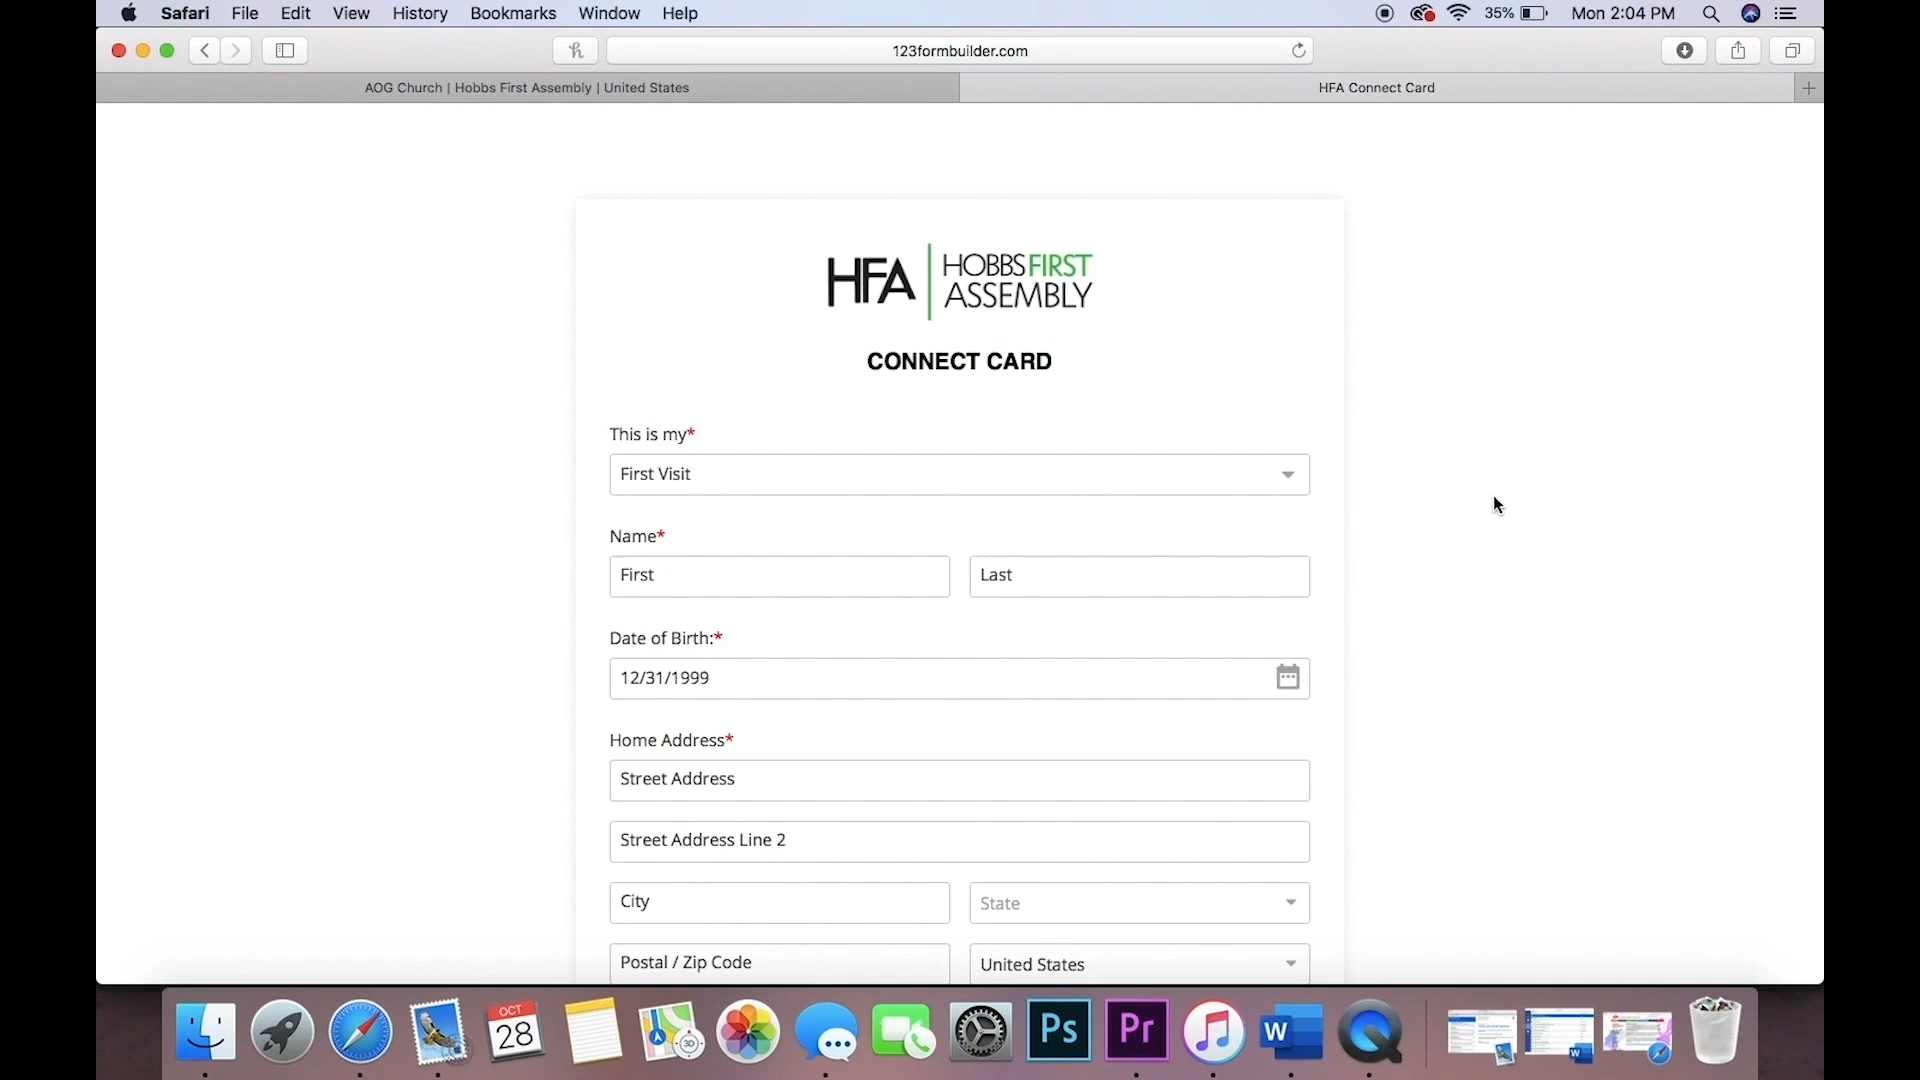 Safari File Edit View History Bookmarks Window Help 35% Mon 2:04 PM
123formbuilder.com
AOG Church | Hobbs First Assembly | United States HFA Connect Card
HFA HOBBSFIRST
ASSEMBLY
CONNECT CARD
This is my*
First Visit
Name*
First Last
Date of Birth:*
12/31/1999
Home Address*
Street Address
Street Address Line 2
City State
Postal / Zip Code United States
OCT
28
3D
Ps Pr W